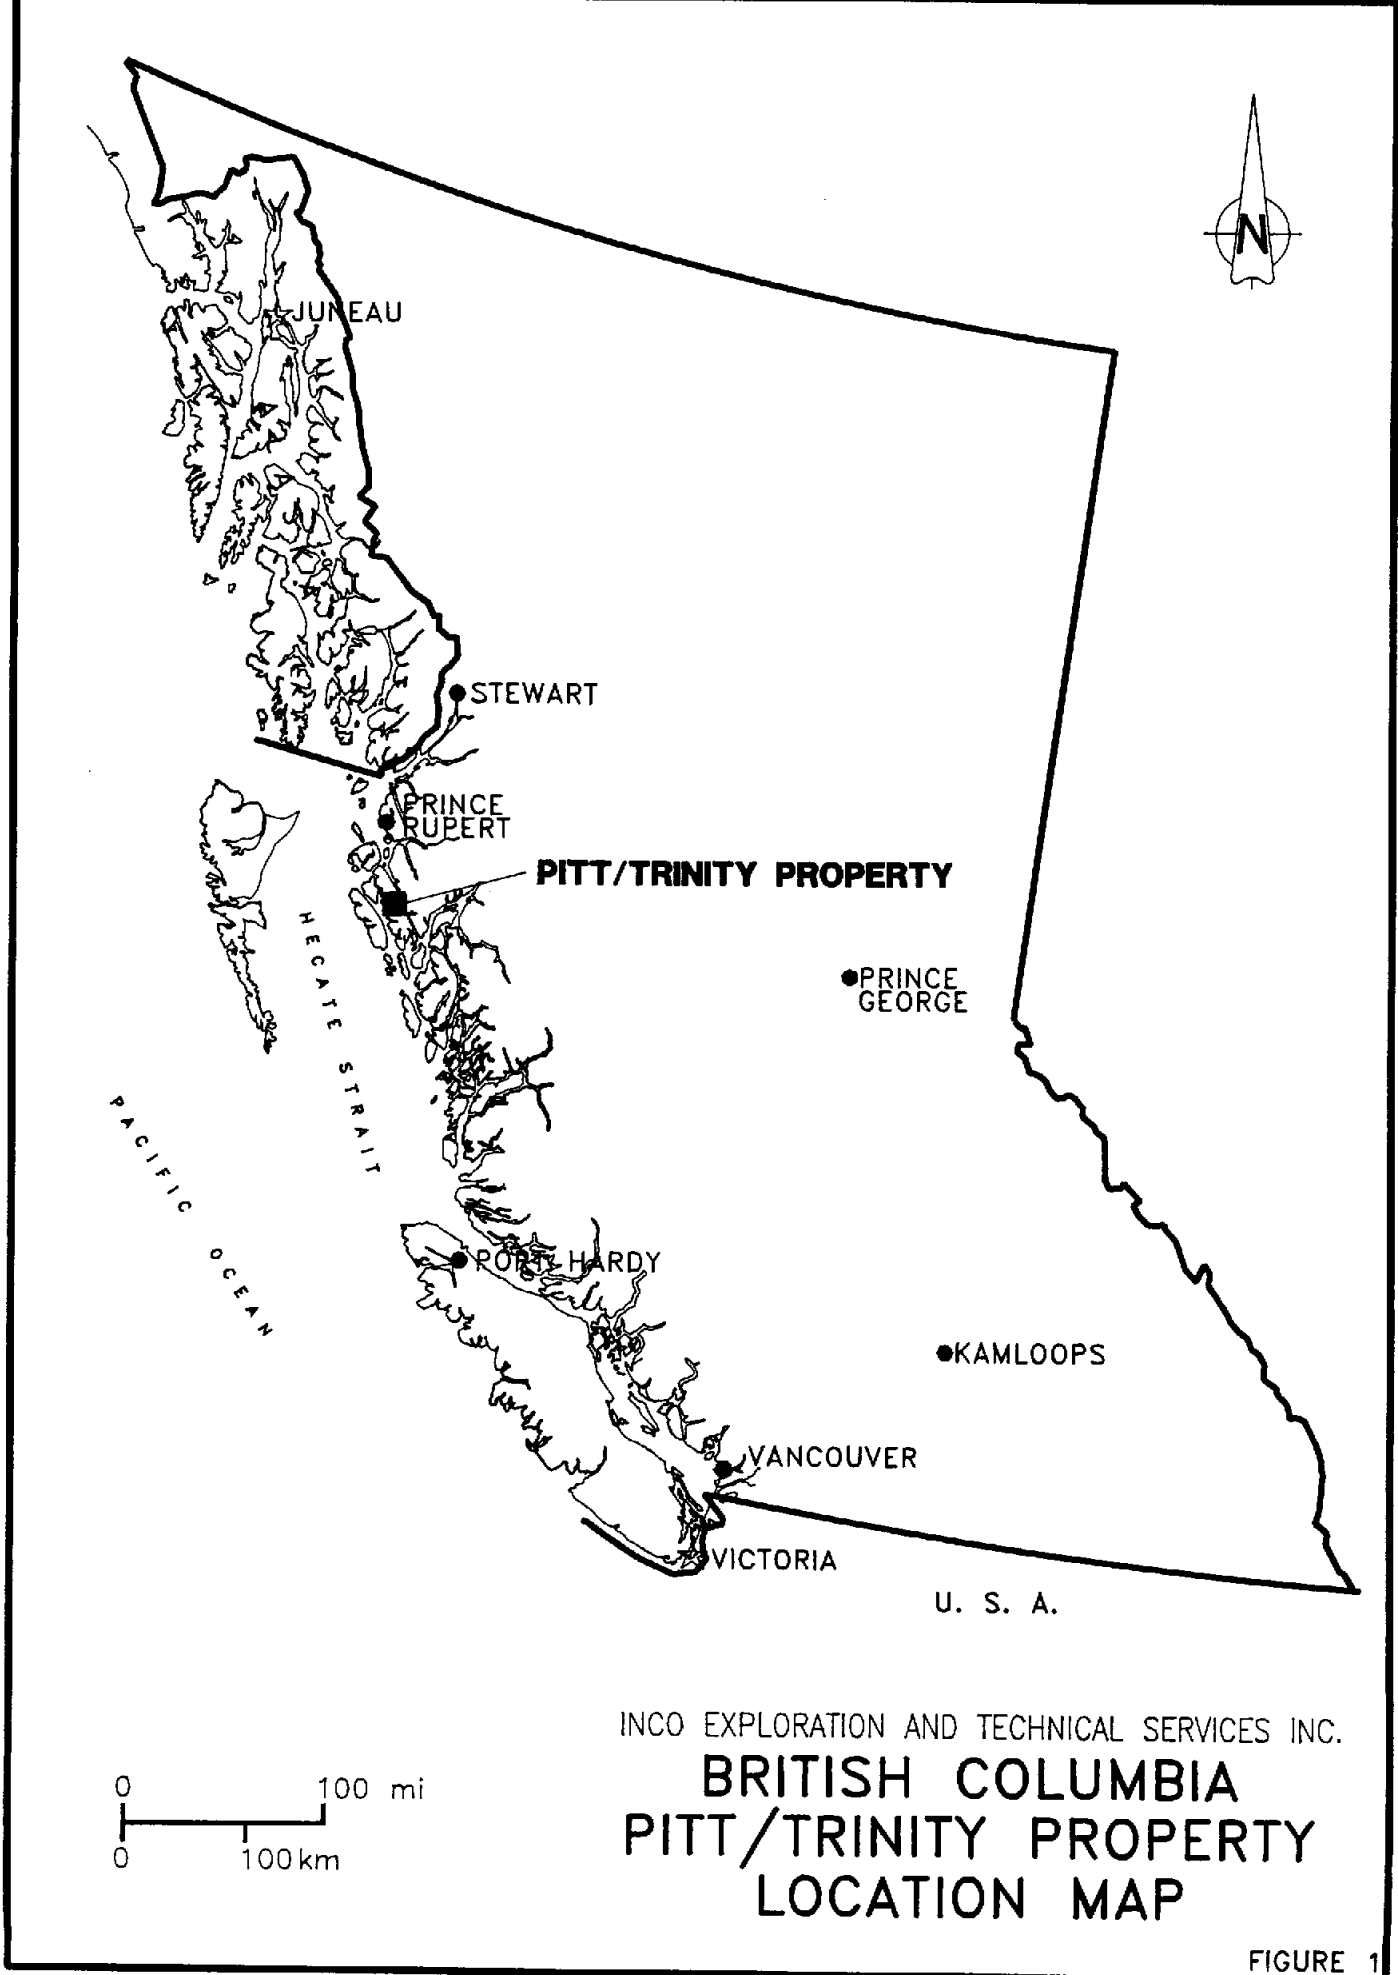 N
JUNEAU
STEWART
PRINCE
RUPERT
PITT/TRINITY PROPERTY
HECATE STRAIT
PRINCE
GEORGE
PACIFIC OCEAN
PORT HARDY
KAMLOOPS
VANCOUVER
VICTORIA
U. S. A.
INCO EXPLORATION AND TECHNICAL SERVICES INC.
BRITISH COLUMBIA
PITT/TRINITY PROPERTY
LOCATION MAP
0 100 mi
0 100km
FIGURE 1